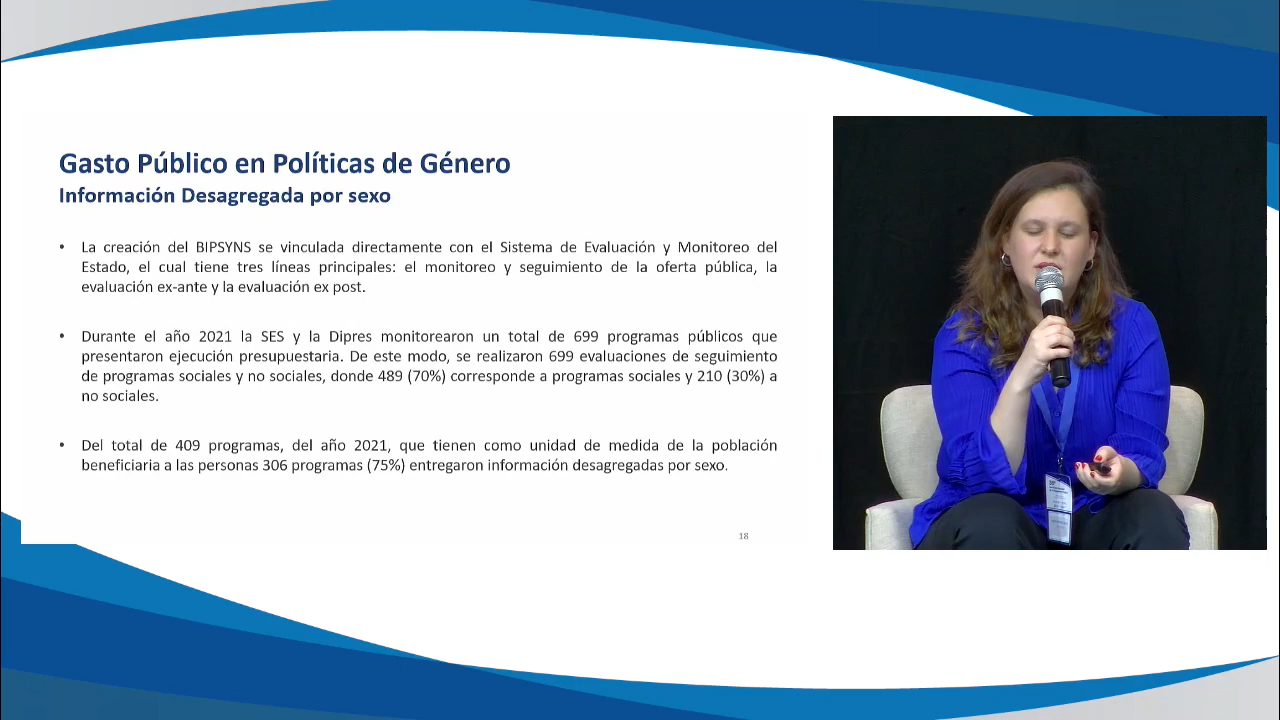 Gasto Público en Políticas de Género
Información Desagregada por sexo
• La creación del BIPSYNS se vinculada directamente con el Sistema de Evaluación y Monitoreo del
Estado, el cual tiene tres líneas principales: el monitoreo y seguimiento de la oferta pública, la
evaluación ex-ante y la evaluación ex post.
• Durante el año 2021 la SES y la Dipres monitorearon un total de 699 programas públicos que
presentaron ejecución presupuestaria. De este modo, se realizaron 699 evaluaciones de seguimiento
de programas sociales y no sociales, donde 489 (70%) corresponde a programas sociales y 210 (30%) a
no sociales.
• Del total de 409 programas, del año 2021, que tienen como unidad de medida de la población
beneficiaria a las personas 306 programas (75%) entregaron información desagregadas por sexo.
18